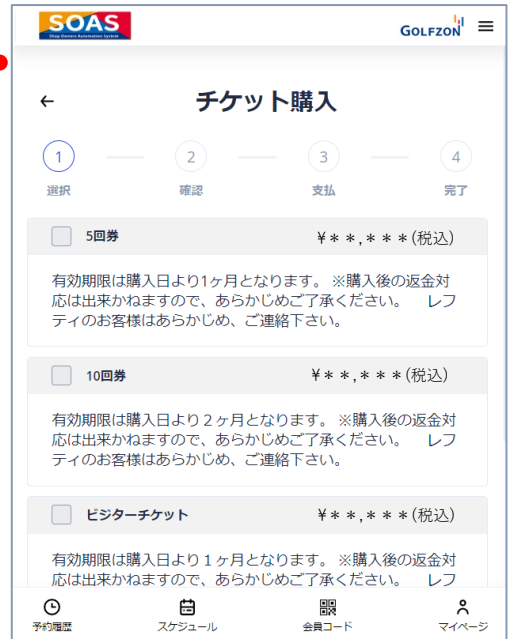 SOAS
Shop Owners Automation System
GOLFZON
チケット購入
1 2 3 4
選択 確認 支払 完了
5回券 ¥**,***(税込)
有効期限は購入日より1ヶ月となります。 ※購入後の返金対
応は出来かねますので、あらかじめご了承ください。 レフ
ティのお客様はあらかじめ、ご連絡下さい。
10回券 ¥**,***(税込)
有効期限は購入日より２ヶ月となります。 ※購入後の返金対
応は出来かねますので、あらかじめご了承ください。 レフ
ティのお客様はあらかじめ、ご連絡下さい。
ビジターチケット ¥**,***(税込)
有効期限は購入日より１ヶ月となります。 ※購入後の返金対
応は出来かねますので、あらかじめご了承ください。 レフ
予約履歴 スケジュール 会員コード マイページ